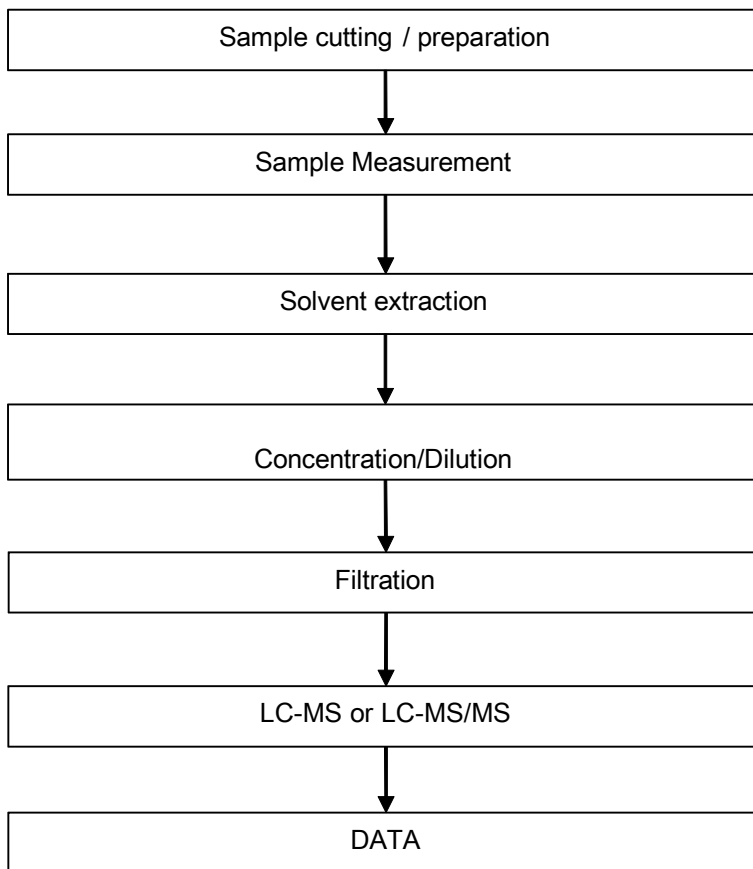 Sample cutting / preparation
Sample Measurement
Solvent extraction
Concentration/Dilution
Filtration
LC-MS or LC-MS/MS
DATA